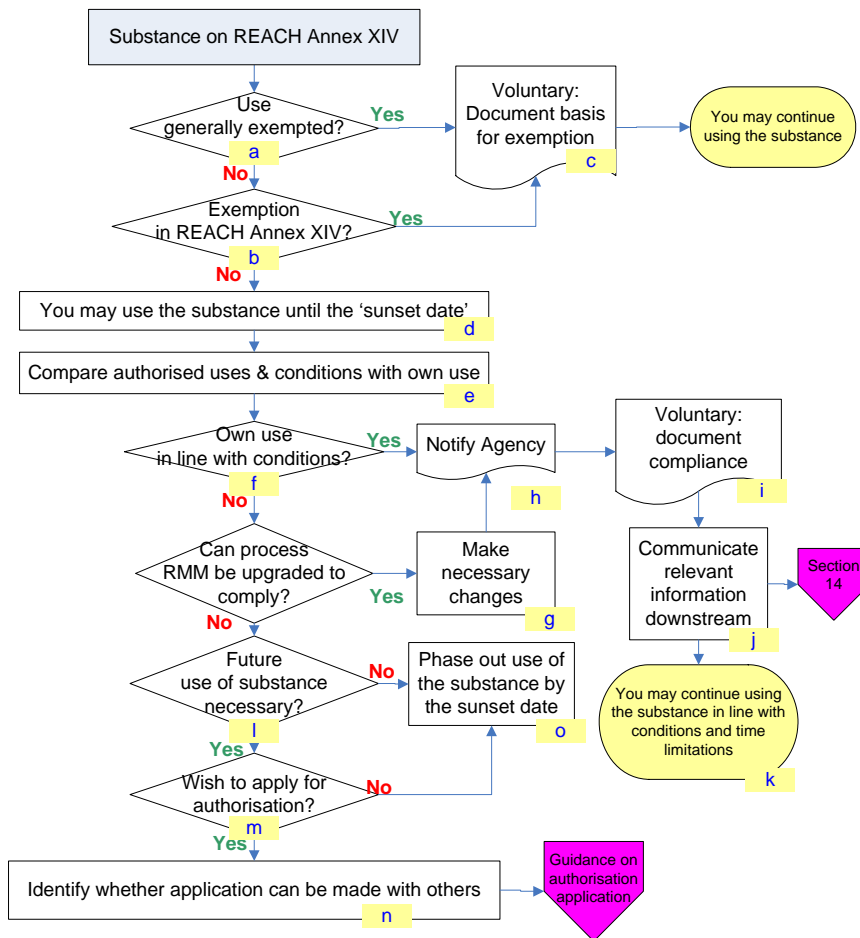 Substance on REACH Annex XIV
Use
generally exempted?
a
Yes
No
Voluntary:
Document basis
for exemption
c
You may continue
using the substance
Exemption
in REACH Annex XIV?
b
Yes
No
You may use the substance until the ‘sunset date’
d
Compare authorised uses & conditions with own use
e
Own use
in line with conditions?
f
Yes
No
Notify Agency
h
Voluntary:
document
compliance
i
Can process
RMM be upgraded to
comply?
Yes
No
Make
necessary
changes
g
Communicate
relevant
information
downstream
j
Section
14
Future
use of substance
necessary?
l
No
Yes
Phase out use of
the substance by
the sunset date
o
You may continue using
the substance in line with
conditions and time
limitations
k
Wish to apply for
authorisation?
m
No
Yes
Identify whether application can be made with others
n
Guidance on
authorisation
application